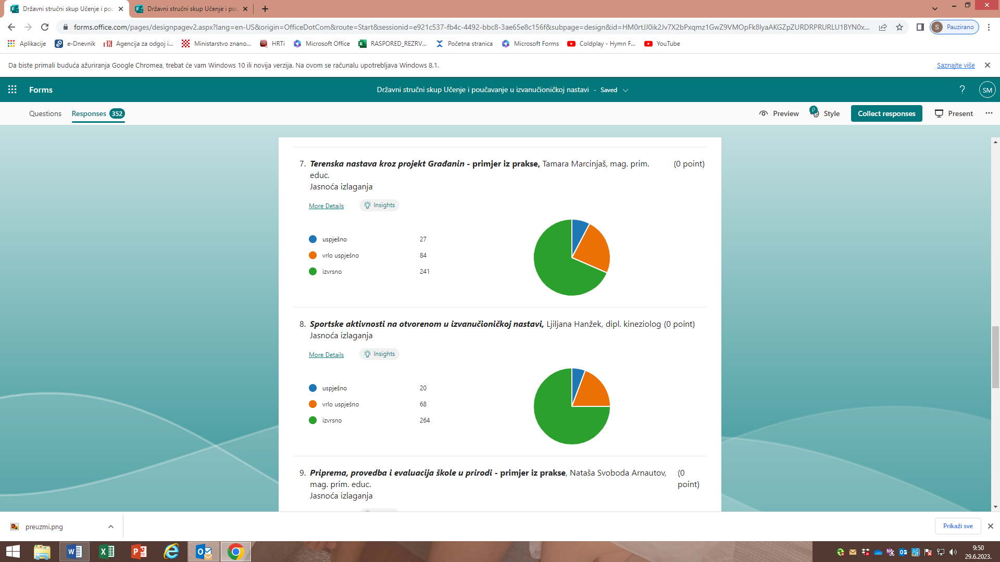 Državni stručni skup Učenje i pou
Državni stručni skup Učenje i pou
forms.office.com/pages/designpagev2.aspx?lang=en-US&origin=OfficeDotCom&route=Start&sessionid=e921c537-fb4c-4492-bbc8-3ae65e8c156f&subpage=design&id=HM0rtJJ0ik2Jv7X2bPxqmz1GwZ9VMOpFk8IyaAKGZpZURDRPRURLU1BYN0x...
S Pauzirano
Aplikacije e-Dnevnik Agencija za odgoj i... Ministarstvo znano... HRTi Microsoft Office RASPORED_REZRV... Početna stranica Microsoft Forms Coldplay - Hymn F... YouTube
Da biste primali buduća ažuriranja Google Chromea, trebat će vam Windows 10 ili novija verzija. Na ovom se računalu upotrebljava Windows 8.1. Saznajte više
Forms Državni stručni skup Učenje i poučavanje u izvanučioničkoj nastavi - Saved ? SM
Questions Responses 352 Preview Style Collect responses Present ...
7. Terenska nastava kroz projekt Građanin - primjer iz prakse, Tamara Marcinjaš, mag. prim. (0 point)
educ.
Jasnoća izlaganja
More Details Insights
uspješno 27
vrlo uspješno 84
izvrsno 241
8. Sportske aktivnosti na otvorenom u izvanučioničkoj nastavi, Ljiljana Hanžek, dipl. kineziolog (0 point)
Jasnoća izlaganja
More Details Insights
uspješno 20
vrlo uspješno 68
izvrsno 264
9. Priprema, provedba i evaluacija škole u prirodi - primjer iz prakse, Nataša Svoboda Arnautov, (0
mag. prim. educ. point)
Jasnoća izlaganja
preuzmi.png Prikaži sve
9:50
29.6.2023.